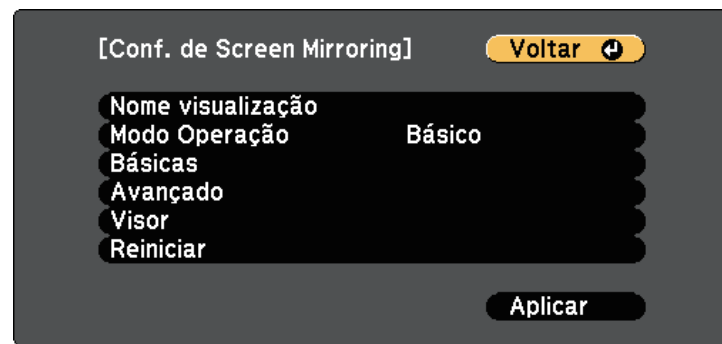 [Conf. de Screen Mirroring] Voltar
Nome visualização
Modo Operação Básico
Básicas
Avançado
Visor
Reiniciar
Aplicar